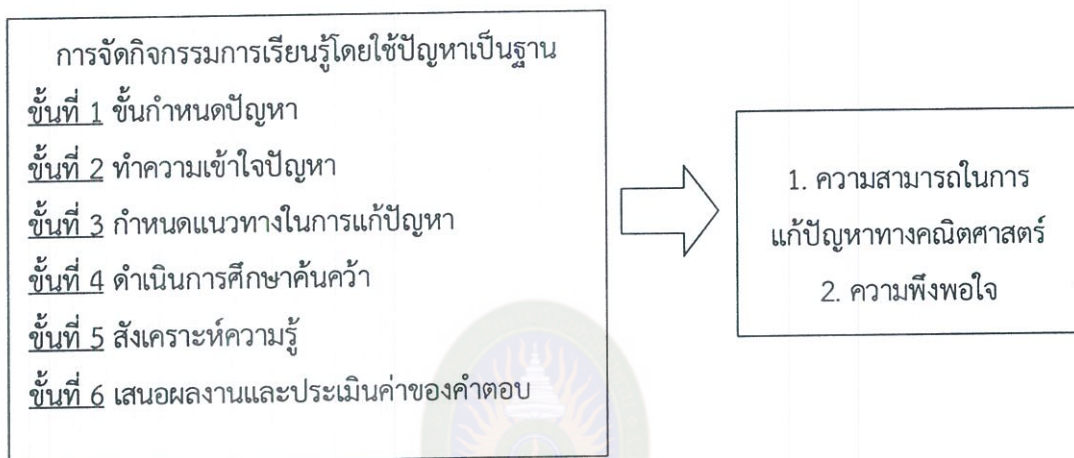 การจัดกิจกรรมการเรียนรู้โดยใช้ปัญหาเป็นฐาน
ขั้นที่ 1 ขั้นกำหนดปัญหา
ขั้นที่ 2 ทำความเข้าใจปัญหา
ขั้นที่ 3 กำหนดแนวทางในการแก้ปัญหา
ขั้นที่ 4 ดำเนินการศึกษาค้นคว้า
ขั้นที่ 5 สังเคราะห์ความรู้
ขั้นที่ 6 เสนอผลงานและประเมินค่าของคำตอบ
1. ความสามารถในการ
แก้ปัญหาทางคณิตศาสตร์
2. ความพึงพอใจ